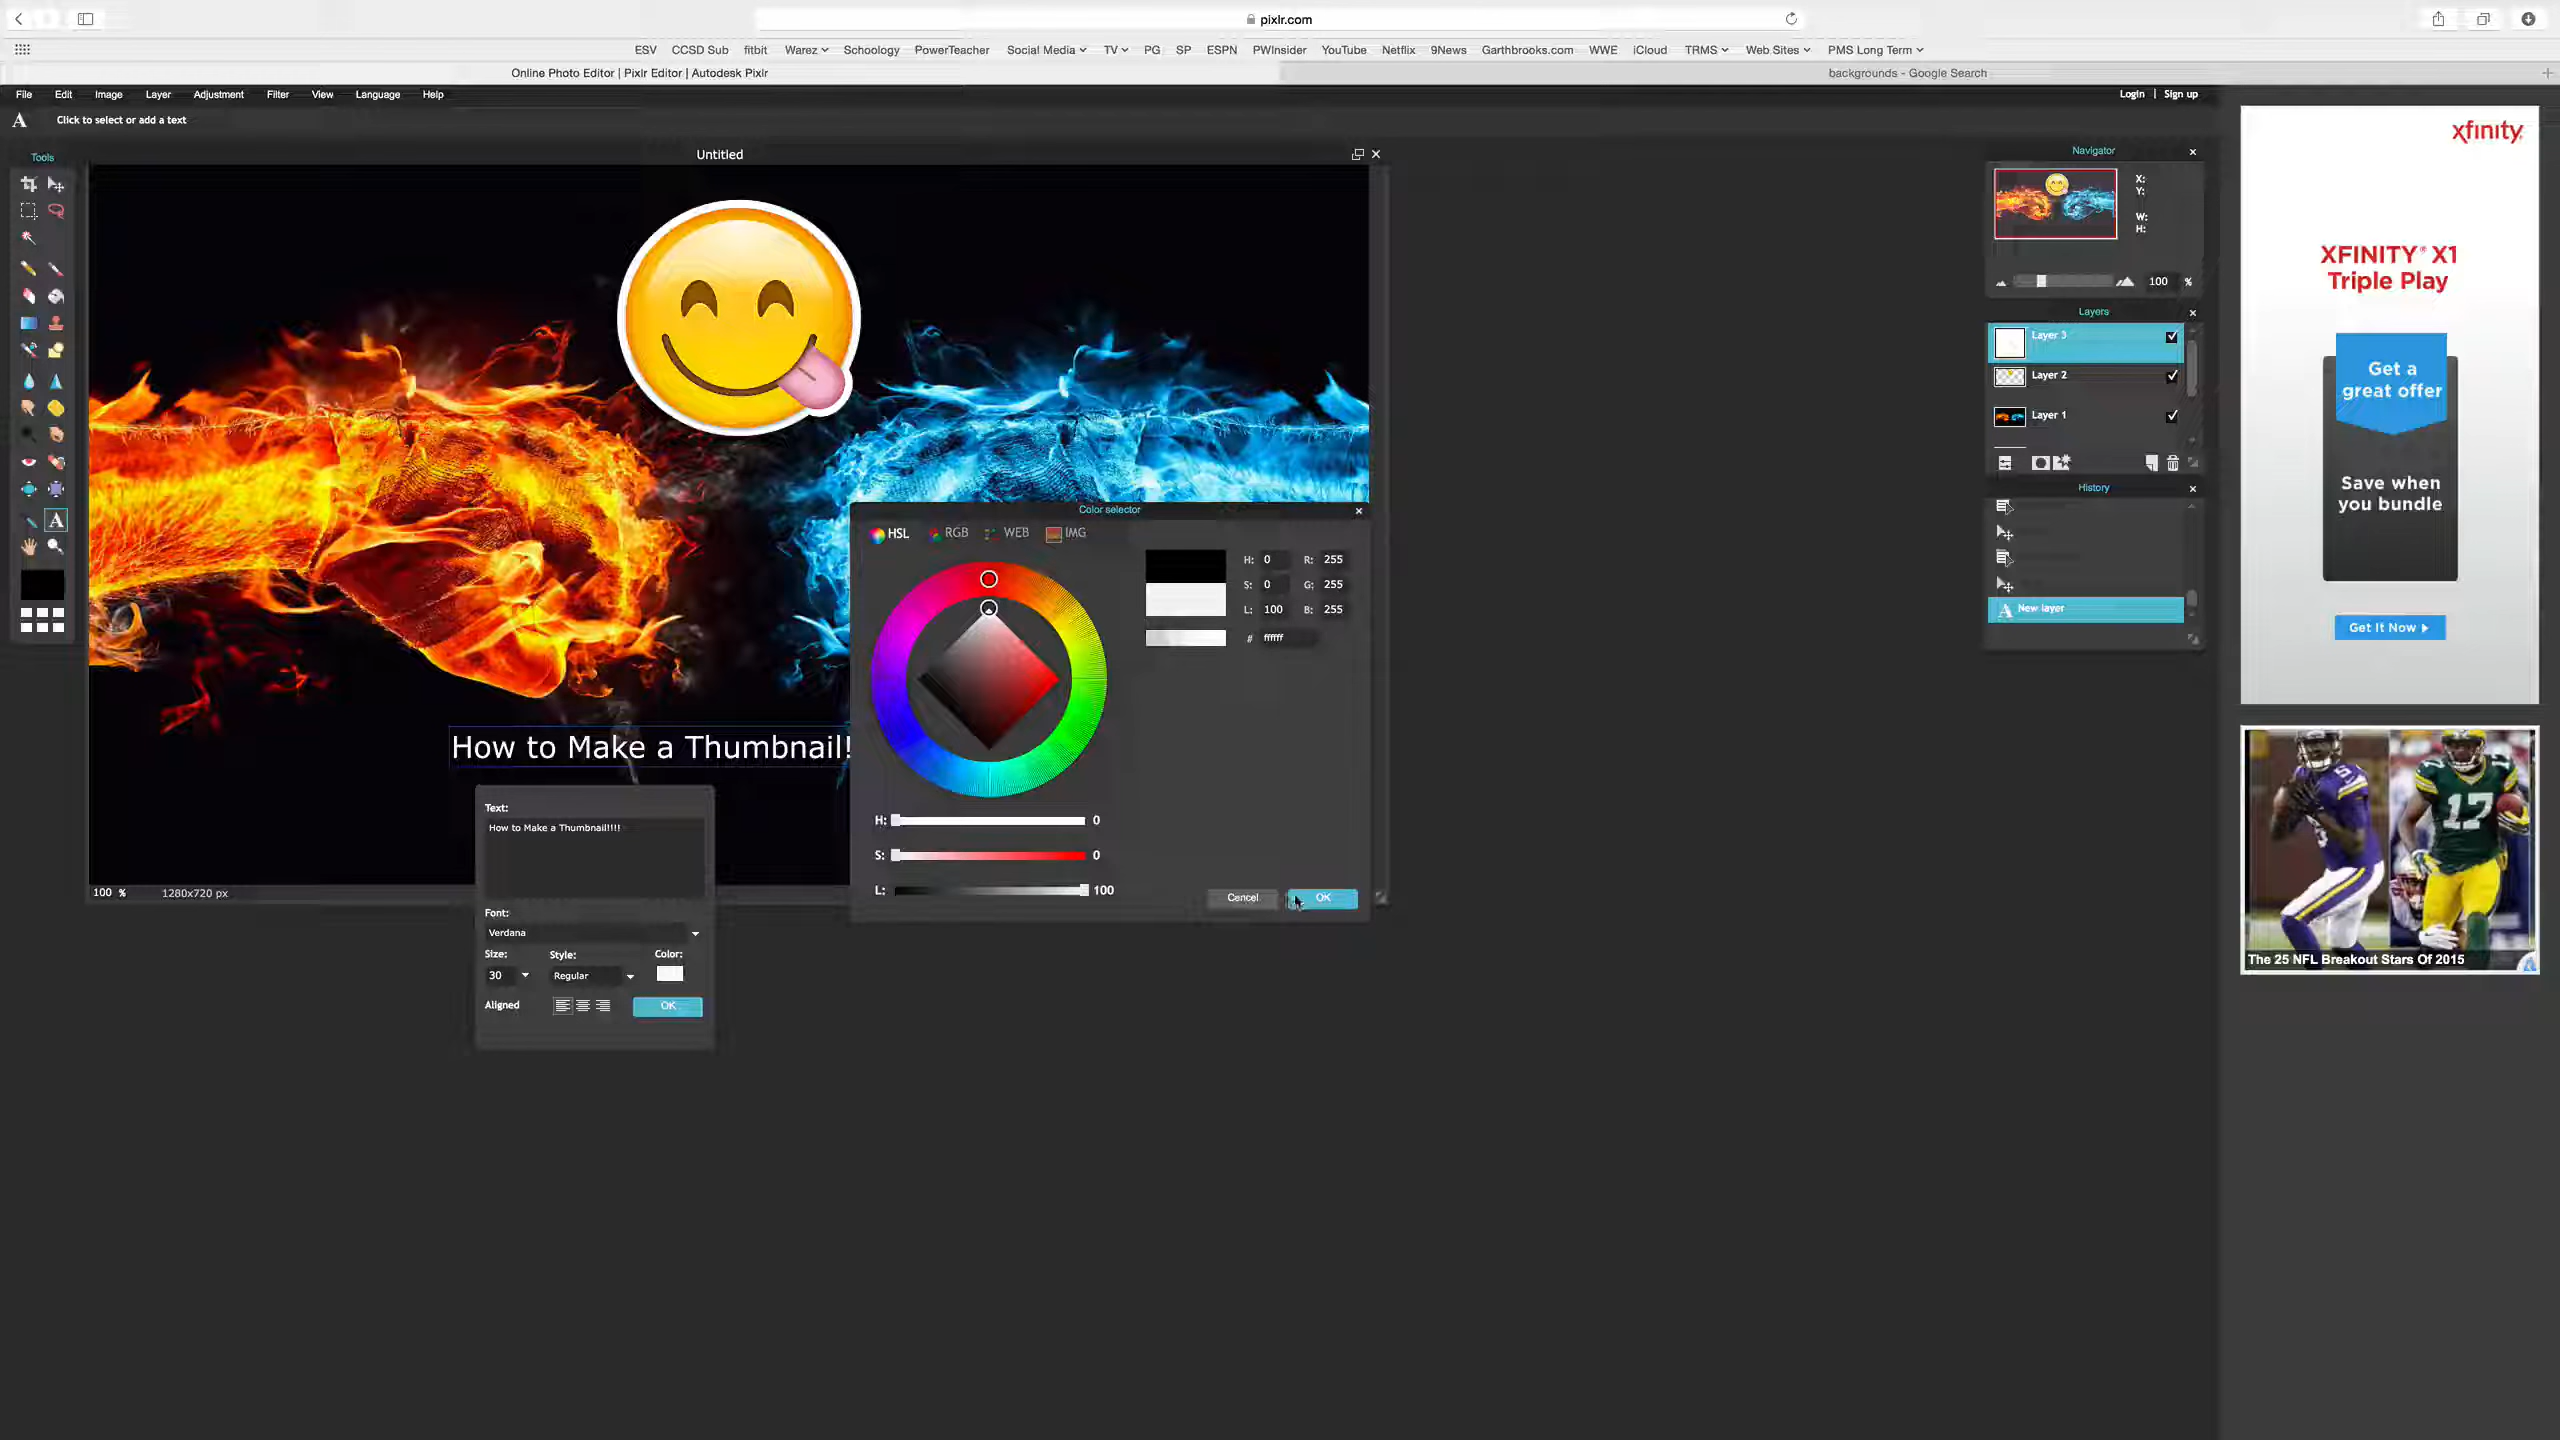 pixlr.com
ESV CCSD Sub fitbit Warez Schoology PowerTeacher Social Media TV PG SP ESPN PWInsider YouTube Netflix 9News Garthbrooks.com WWE iCloud TRMS Web Sites PMS Long Term
Online Photo Editor | Pixlr Editor | Autodesk Pixlr
backgrounds - Google Search
File Edit Image Layer Adjustment Filter View Language Help
Login | Sign up
A Click to select or add a text
Tools
Untitled
How to Make a Thumbnail!
100 %
1280x720 px
Text:
How to Make a Thumbnail!!!!
Font:
Verdana
Size: Style: Color:
30 Regular
Aligned OK
Color selector
HSL RGB WEB IMG
H: 0 R: 255
S: 0 G: 255
L: 100 B: 255
# ffffff
H: 0
S: 0
L: 100
Cancel OK
Navigator
X:
Y:
W:
H:
100 %
Layers
Layer 3
Layer 2
Layer 1
History
New layer
xfinity
XFINITY® X1
Triple Play
Get a
great offer
Save when
you bundle
Get It Now
17
The 25 NFL Breakout Stars Of 2015